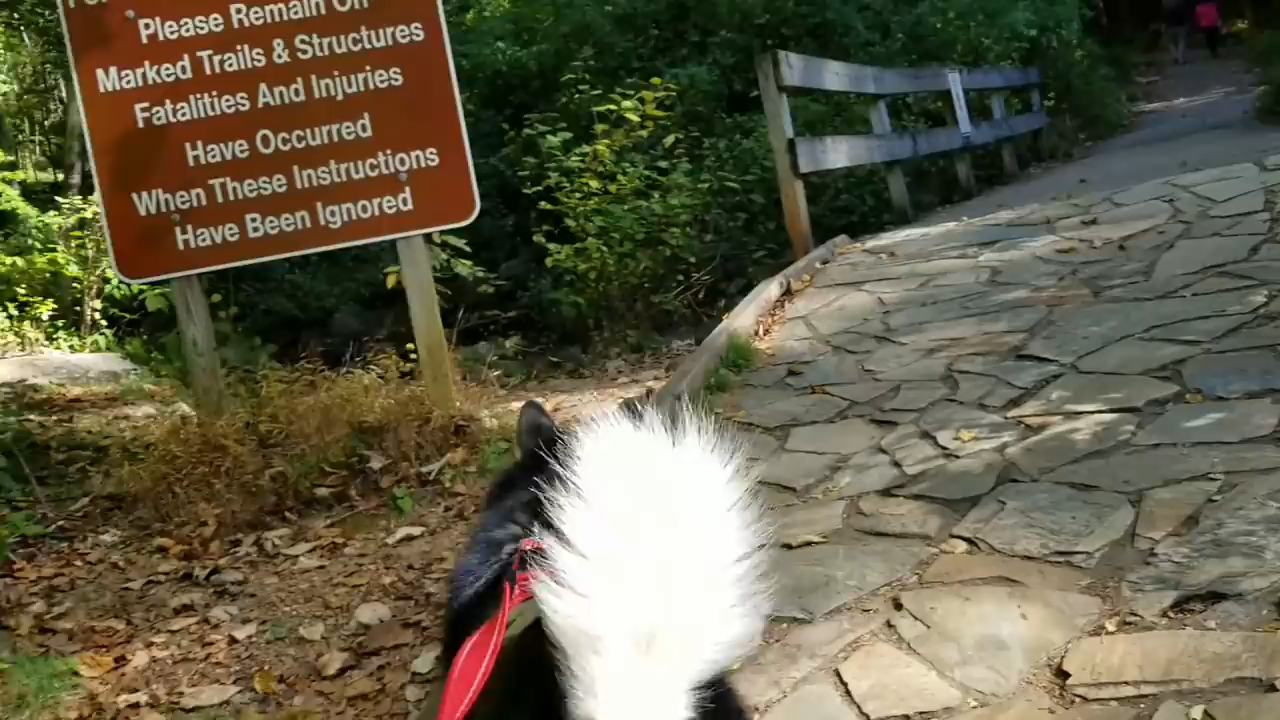 Please Remain On
Marked Trails & Structures
Fatalities And Injuries
Have Occurred
When These Instructions
Have Been Ignored